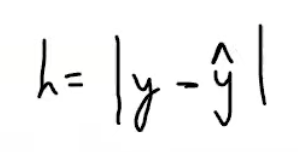 h = |y - ŷ|